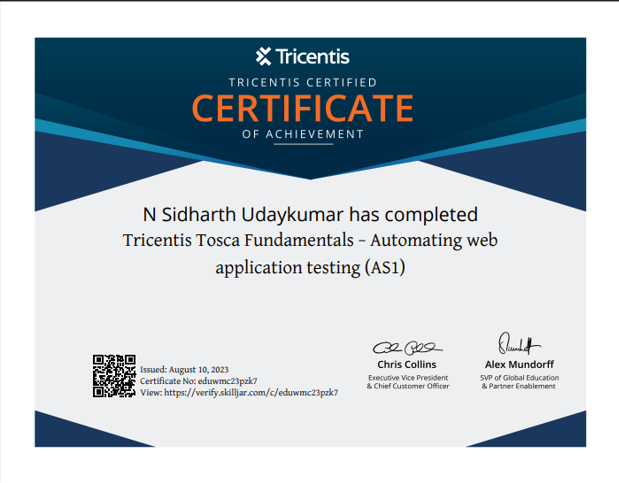 Tricentis
TRICENTIS CERTIFIED
CERTIFICATE
OF ACHIEVEMENT
N Sidharth Udaykumar has completed
Tricentis Tosca Fundamentals – Automating web
application testing (AS1)
Issued: August 10, 2023
Certificate No: eduwmc23pzk7
View: https://verify.skilljar.com/c/eduwmc23pzk7
Chris Collins
Executive Vice President
& Chief Customer Officer
Alex Mundorff
SVP of Global Education
& Partner Enablement